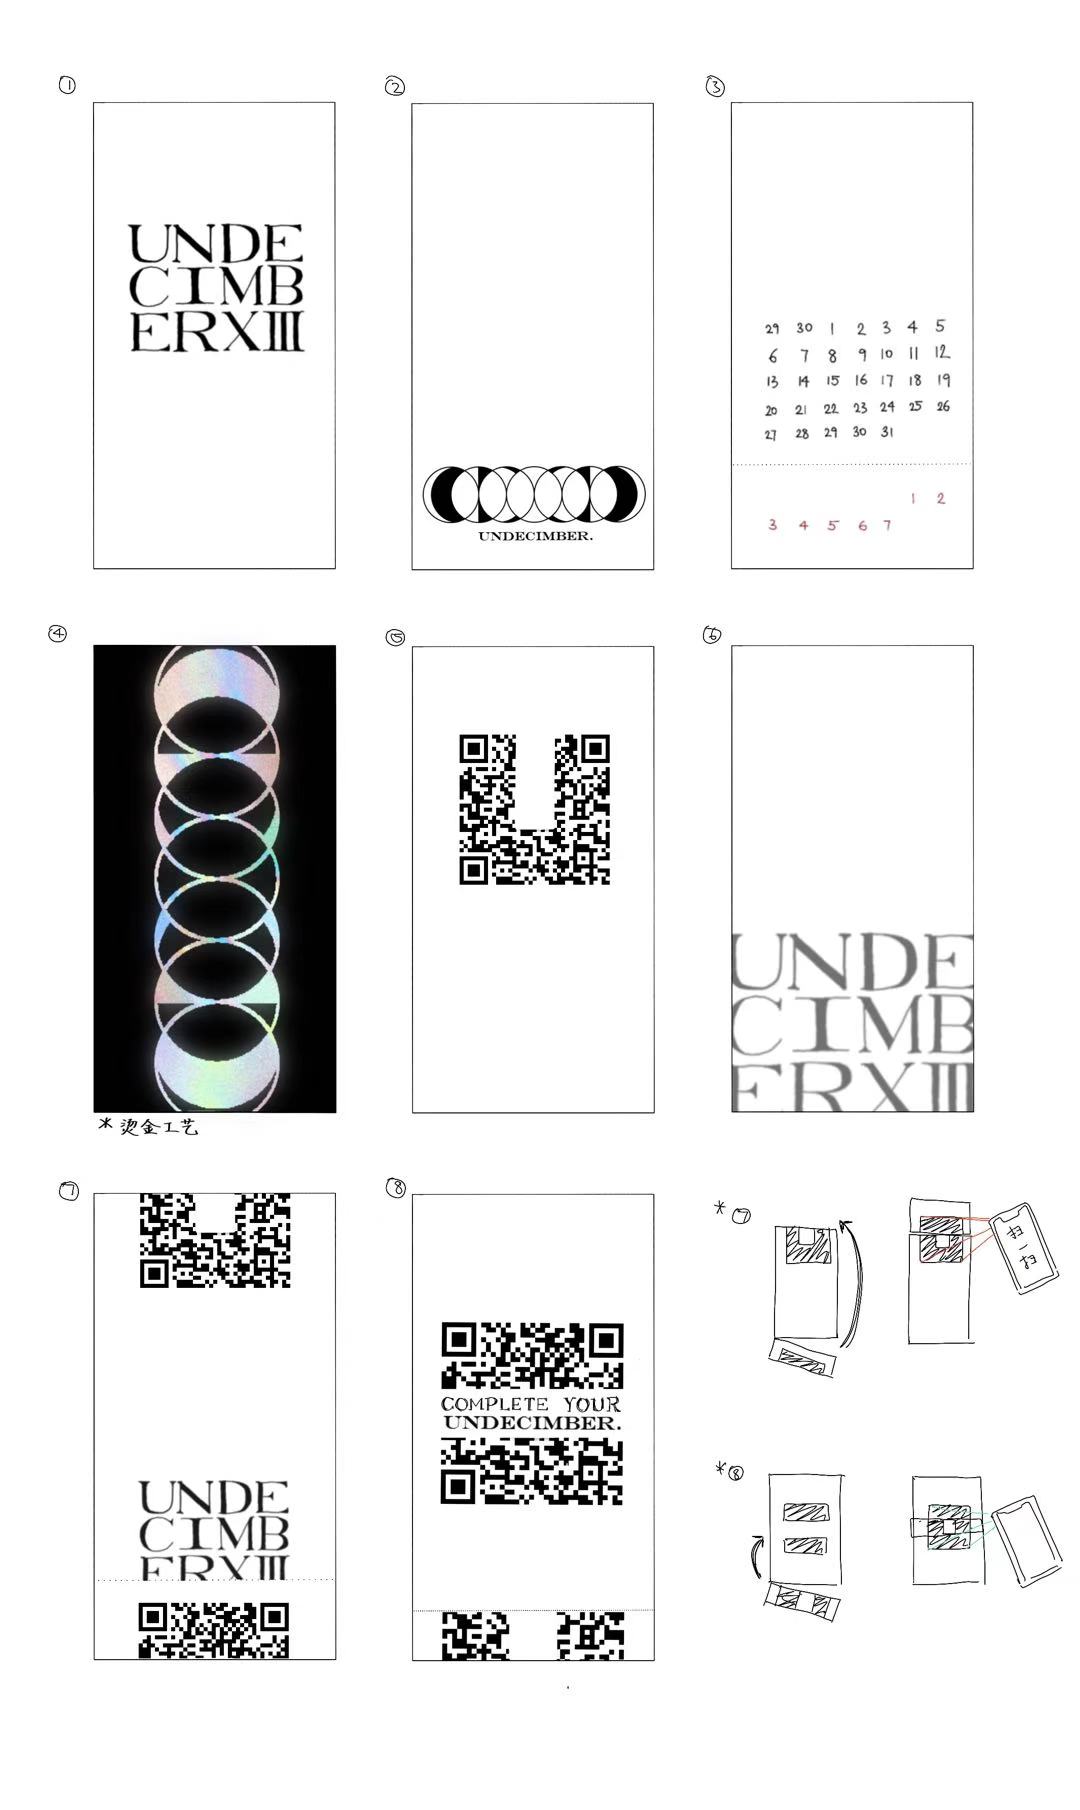 ①
UNDE
CIMB
ERXIII
②
UNDECIMBER.
③
29 30 1 2 3 4 5
6 7 8 9 10 11 12
13 14 15 16 17 18 19
20 21 22 23 24 25 26
27 28 29 30 31
1 2
3 4 5 6 7
④
*烫金工艺
⑤
⑥
UNDE
CIMB
ERXIII
⑦
UNDE
CIMB
ERXIII
⑧
COMPLETE YOUR
UNDECIMBER.
*⑦
扫
一
扫
*⑧